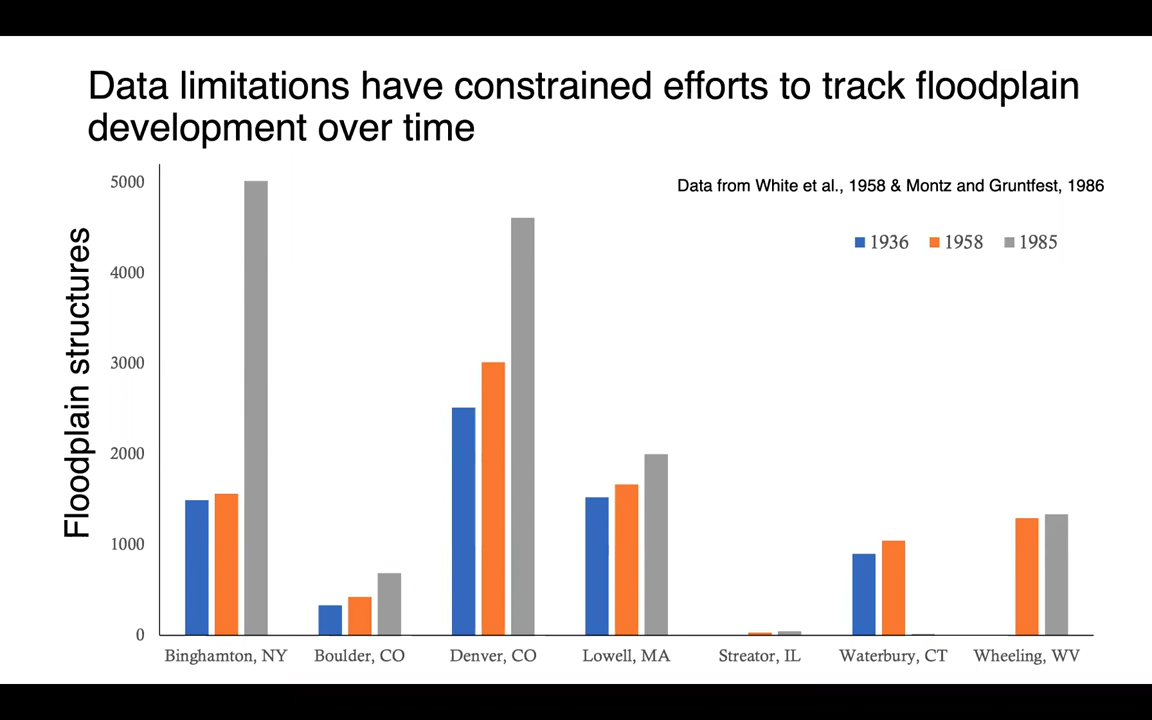 Data limitations have constrained efforts to track floodplain
development over time
Data from White et al., 1958 & Montz and Gruntfest, 1986
1936 1958 1985
Floodplain structures
5000
4000
3000
2000
1000
0
Binghamton, NY Boulder, CO Denver, CO Lowell, MA Streator, IL Waterbury, CT Wheeling, WV